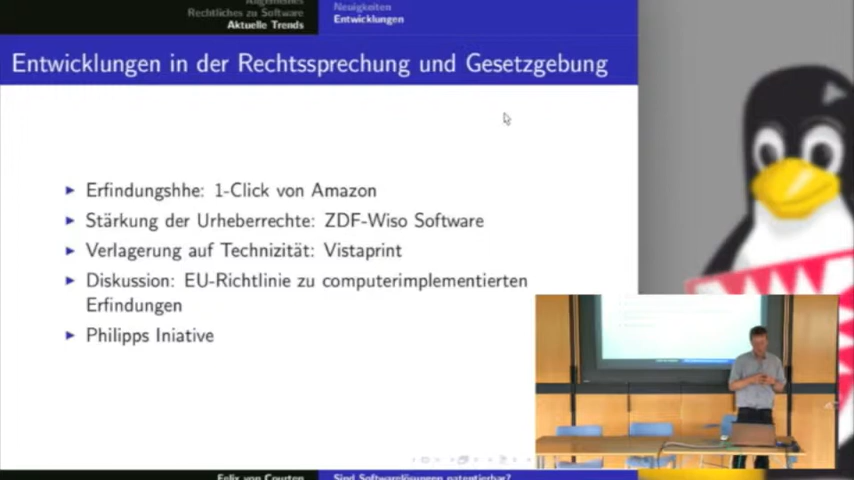 Allgemeines
Rechtliches zu Software
Aktuelle Trends
Neuigkeiten
Entwicklungen
Entwicklungen in der Rechtssprechung und Gesetzgebung
Erfindungshhe: 1-Click von Amazon
Stärkung der Urheberrechte: ZDF-Wiso Software
Verlagerung auf Technizität: Vistaprint
Diskussion: EU-Richtlinie zu computerimplementierten
Erfindungen
Philipps Iniative
Felix von Courten
Sind Softwarelösungen patentierbar?